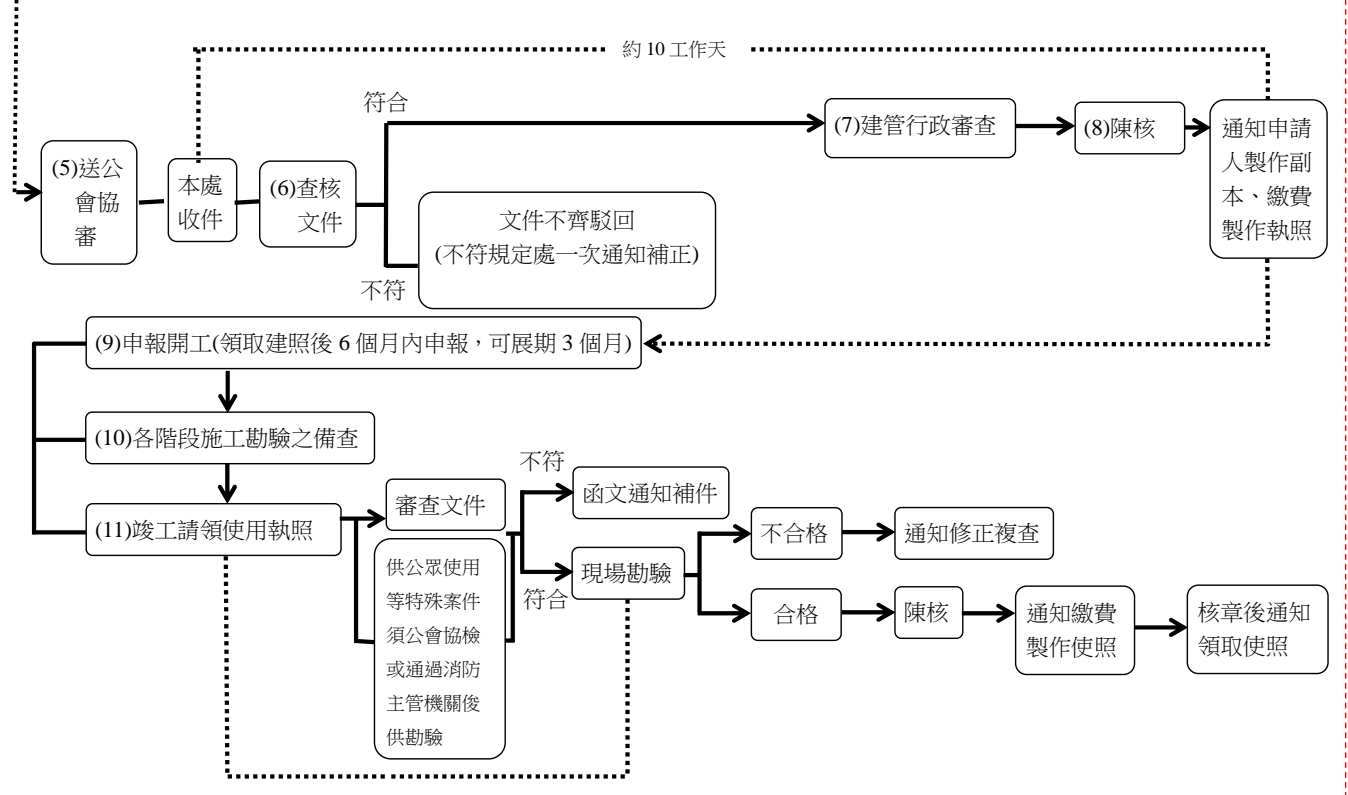 約 10 工作天
符合
(5)送公
會協
審
本處
收件
(6)查核
文件
(7)建管行政審查
(8)陳核
通知申請
人製作副
本、繳費
製作執照
文件不齊駁回
(不符規定處一次通知補正)
不符
(9)申報開工(領取建照後 6 個月內申報，可展期 3 個月)
(10)各階段施工勘驗之備查
(11)竣工請領使用執照
審查文件
供公眾使用
等特殊案件
須公會協檢
或通過消防
主管機關俊
供勘驗
不符
函文通知補件
符合
現場勘驗
不合格
通知修正複查
合格
陳核
通知繳費
製作使照
核章後通知
領取使照